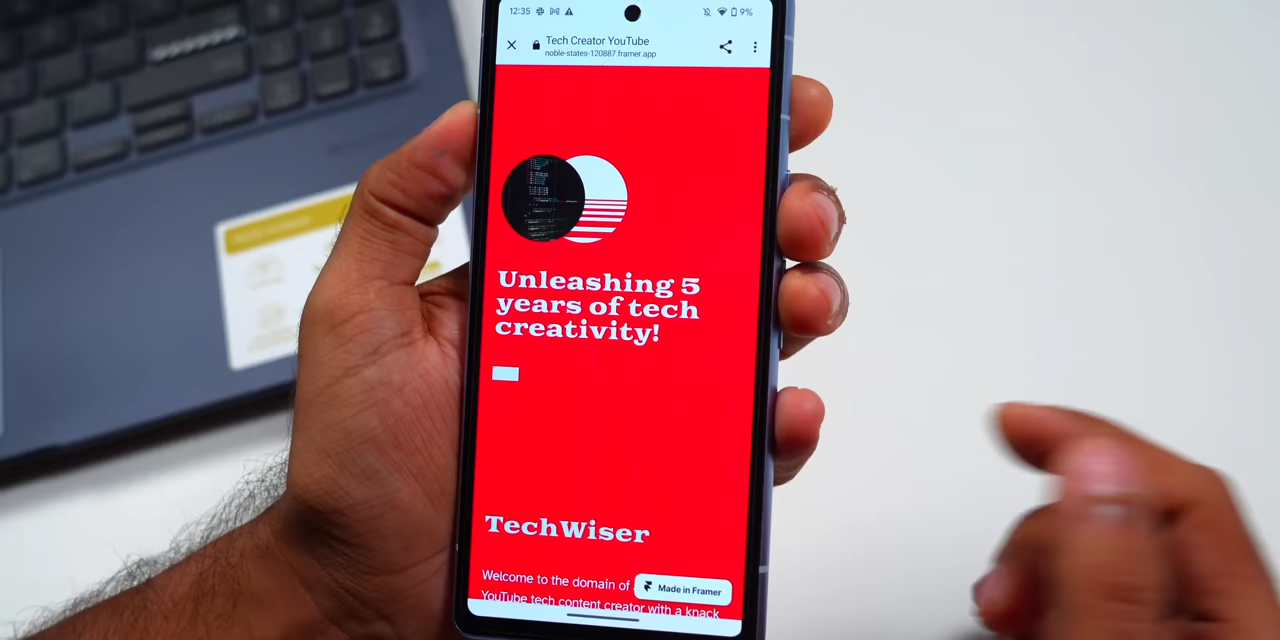 12:35
9%
Tech Creator YouTube
noble-states-120887.framer.app
Unleashing 5
years of tech
creativity!
TechWiser
Welcome to the domain of
Made in Framer
YouTube tech content creator with a knack